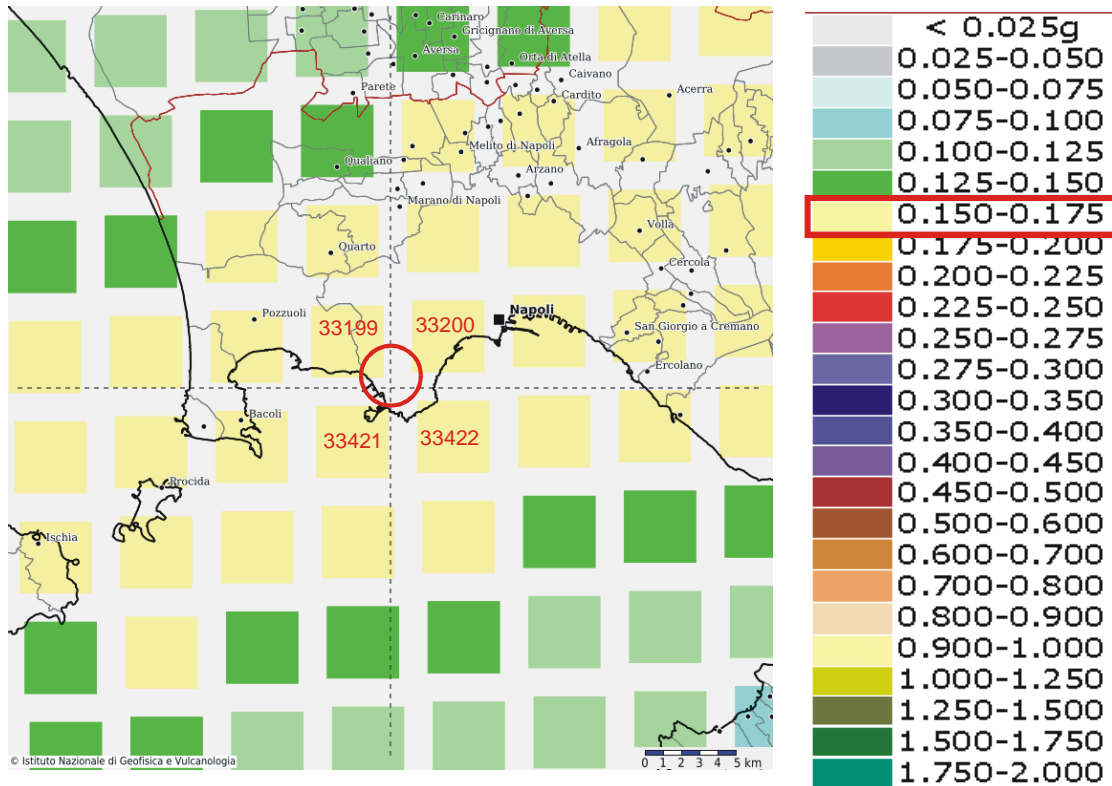 Carinaro
Gricignano di Aversa
Aversa
Orta di Atella
Caivano
Parete
Cardito
Acerra
Melito di Napoli
Afragola
Qualiano
Arzano
Marano di Napoli
Volla
Quarto
Cercola
Pozzuoli
Napoli
33199
33200
San Giorgio a Cremano
Ercolano
Bacoli
33421
33422
Procida
Ischia
© Istituto Nazionale di Geofisica e Vulcanologia
0 1 2 3 4 5 km
< 0.025g
0.025-0.050
0.050-0.075
0.075-0.100
0.100-0.125
0.125-0.150
0.150-0.175
0.175-0.200
0.200-0.225
0.225-0.250
0.250-0.275
0.275-0.300
0.300-0.350
0.350-0.400
0.400-0.450
0.450-0.500
0.500-0.600
0.600-0.700
0.700-0.800
0.800-0.900
0.900-1.000
1.000-1.250
1.250-1.500
1.500-1.750
1.750-2.000